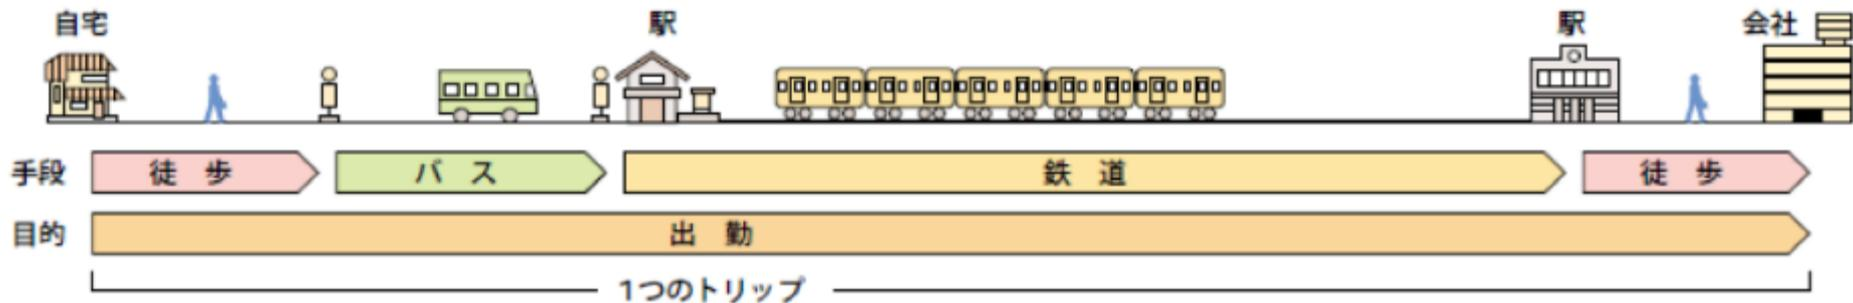 自宅 駅 駅 会社
手段 徒歩 バス 鉄道 徒歩
目的 出勤
1つのトリップ